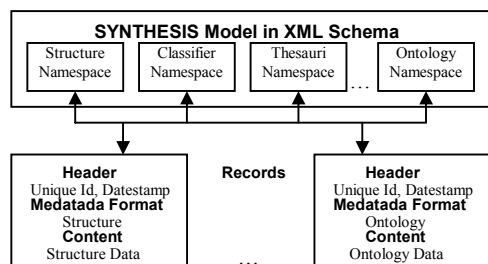 SYNTHESIS Model in XML Schema
Structure Namespace
Classifier Namespace
Thesauri Namespace
...
Ontology Namespace
Header
Unique Id, Datestamp
Medatada Format
Structure
Content
Structure Data
Records
...
Header
Unique Id, Datestamp
Medatada Format
Ontology
Content
Ontology Data